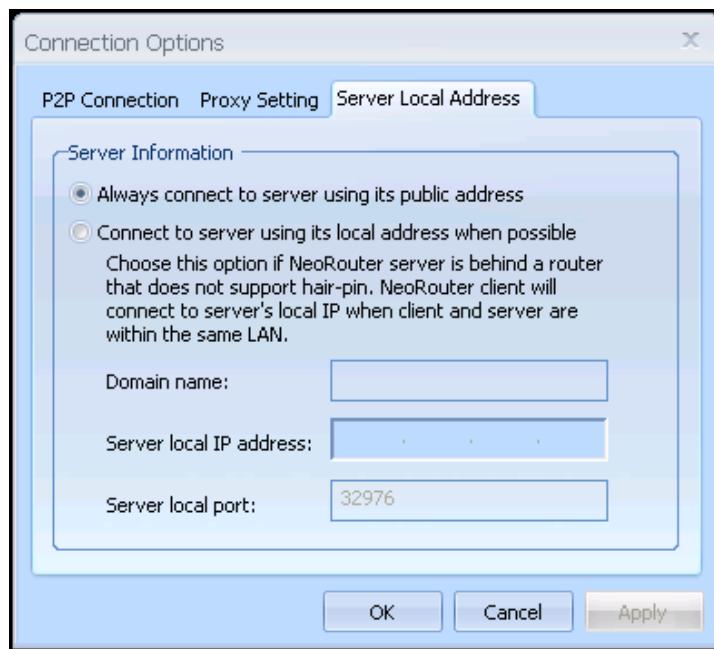 Connection Options
P2P Connection Proxy Setting Server Local Address
Server Information
Always connect to server using its public address
Connect to server using its local address when possible
Choose this option if NeoRouter server is behind a router
that does not support hair-pin. NeoRouter client will
connect to server's local IP when client and server are
within the same LAN.
Domain name:
Server local IP address:
Server local port: 32976
OK Cancel Apply